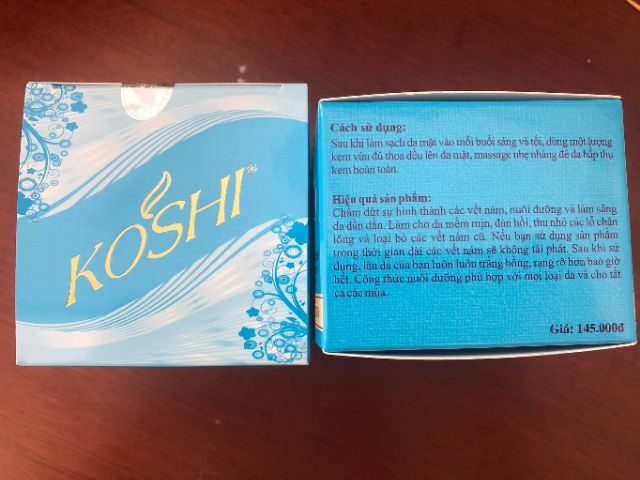 KOSHI®
Cách sử dụng:
Sau khi làm sạch da mặt vào mỗi buổi sáng và tối, dùng một lượng
kem vừa đủ thoa đều lên da mặt, massage nhẹ nhàng để da hấp thụ
kem hoàn toàn.
Hiệu quả sản phẩm:
Chấm dứt sự hình thành các vết nám, nuôi dưỡng và làm sáng
da dần dần. Làm cho da mềm mịn, đàn hồi, thu nhỏ các lỗ chân
lông và loại bỏ các vết nám cũ. Nếu bạn sử dụng sản phẩm
trong thời gian dài các vết nám sẽ không tái phát. Sau khi sử
dụng, làn da của bạn luôn luôn trắng hồng, rạng rỡ hơn bao giờ
hết. Công thức nuôi dưỡng phù hợp với mọi loại da và cho tất
cả các mùa.
Giá: 145.000đ